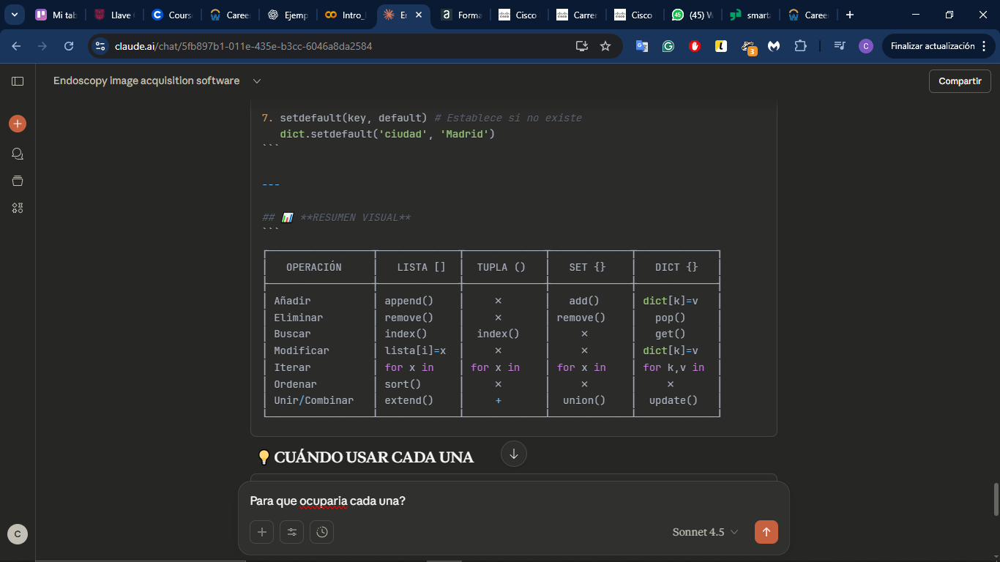 Mi tab
Llave
Cours
Caree
Ejemp
Intro_
En
Forma
Cisco
Carrer
Cisco
(45) W
smarta
Caree
claude.ai/chat/5fb897b1-011e-435e-b3cc-6046a8da2584
3
C
Finalizar actualización
Endoscopy image acquisition software
Compartir
7. setdefault(key, default) # Establece si no existe
dict.setdefault('ciudad', 'Madrid')
```
---
## 📊 **RESUMEN VISUAL**
```
OPERACIÓN LISTA [] TUPLA () SET {} DICT {}
Añadir append() × add() dict[k]=v
Eliminar remove() × remove() pop()
Buscar index() index() × get()
Modificar lista[i]=x × × dict[k]=v
Iterar for x in for x in for x in for k,v in
Ordenar sort() × × ×
Unir/Combinar extend() + union() update()
💡 CUÁNDO USAR CADA UNA
Para que ocuparia cada una?
Sonnet 4.5
C